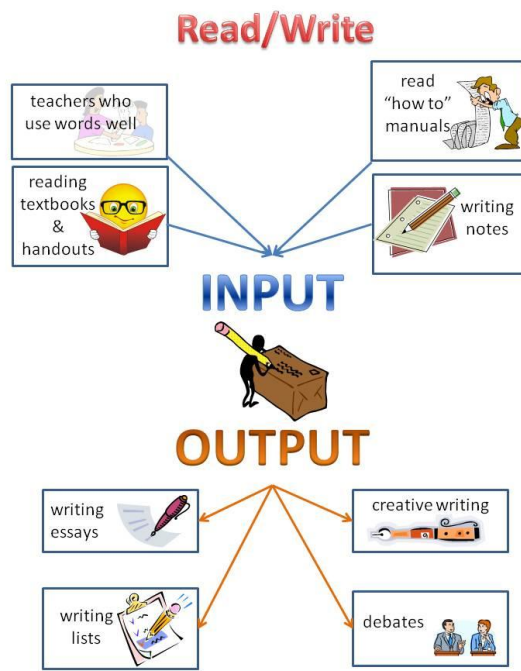 Read/Write
teachers who
use words well
read
"how to"
manuals
reading
textbooks
&
handouts
writing
notes
INPUT
OUTPUT
writing
essays
creative writing
writing
lists
debates